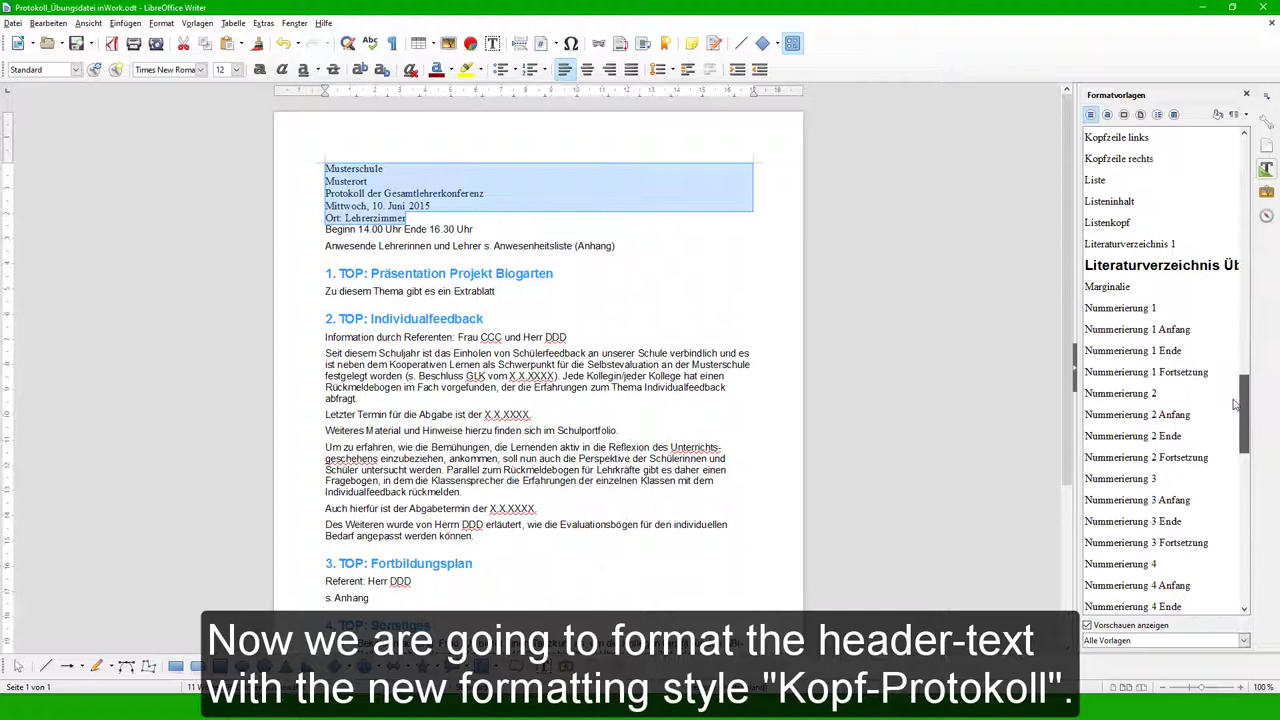 Protokoll_Übungsdatei inWork.odt - LibreOffice Writer
Datei Bearbeiten Ansicht Einfügen Format Vorlagen Tabelle Extras Fenster Hilfe
Standard Times New Roma 12
Formatvorlagen
Kopfzeile links
Kopfzeile rechts
Liste
Listeninhalt
Listenkopf
Literaturverzeichnis 1
Literaturverzeichnis Üb
Marginalie
Nummerierung 1
Nummerierung 1 Anfang
Nummerierung 1 Ende
Nummerierung 1 Fortsetzung
Nummerierung 2
Nummerierung 2 Anfang
Nummerierung 2 Ende
Nummerierung 2 Fortsetzung
Nummerierung 3
Nummerierung 3 Anfang
Nummerierung 3 Ende
Nummerierung 3 Fortsetzung
Nummerierung 4
Nummerierung 4 Anfang
Nummerierung 4 Ende
Vorschauen anzeigen
Alle Vorlagen
Musterschule
Musterort
Protokoll der Gesamtlehrerkonferenz
Mittwoch, 10. Juni 2015
Ort: Lehrerzimmer
Beginn 14.00 Uhr Ende 16.30 Uhr
Anwesende Lehrerinnen und Lehrer s. Anwesenheitsliste (Anhang)
1. TOP: Präsentation Projekt Biogarten
Zu diesem Thema gibt es ein Extrablatt
2. TOP: Individualfeedback
Information durch Referenten: Frau CCC und Herr DDD
Seit diesem Schuljahr ist das Einholen von Schülerfeedback an unserer Schule verbindlich und es
ist neben dem Kooperativen Lernen als Schwerpunkt für die Selbstevaluation an der Musterschule
festgelegt worden (s. Beschluss GLK vom X.X.XXXX). Jede Kollegin/jeder Kollege hat einen
Rückmeldebogen im Fach vorgefunden, der die Erfahrungen zum Thema Individualfeedback
abfragt.
Letzter Termin für die Abgabe ist der X.X.XXXX.
Weiteres Material und Hinweise hierzu finden sich im Schulportfolio.
Um zu erfahren, wie die Bemühungen, die Lernenden aktiv in die Reflexion des Unterrichts-
geschehens einzubeziehen, ankommen, soll nun auch die Perspektive der Schülerinnen und
Schüler untersucht werden. Parallel zum Rückmeldebogen für Lehrkräfte gibt es daher einen
Fragebogen, in dem die Klassensprecher die Erfahrungen der einzelnen Klassen mit dem
Individualfeedback rückmelden.
Auch hierfür ist der Abgabetermin der X.X.XXXX.
Des Weiteren wurde von Herrn DDD erläutert, wie die Evaluationsbögen für den individuellen
Bedarf angepasst werden können.
3. TOP: Fortbildungsplan
Referent: Herr DDD
s. Anhang
4. TOP: Sonstiges
Now we are going to format the header-text
with the new formatting style "Kopf-Protokoll".
Seite 1 von 1
100 %